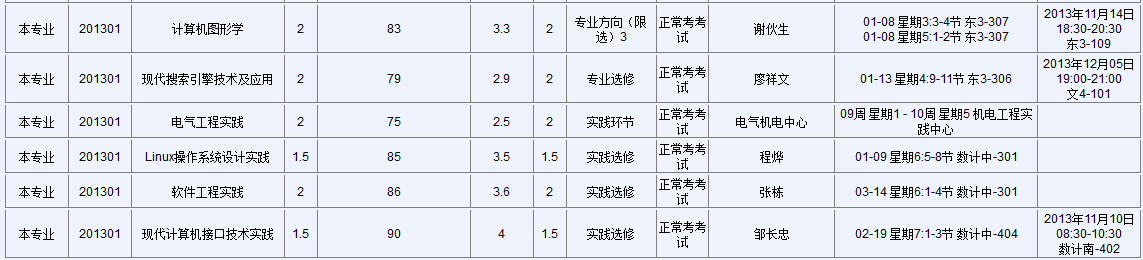 本专业 201301 计算机图形学 2 83 3.3 2 专业方向（限选）3 正常考考试 谢伙生 01-08 星期3:3-4节 东3-307 01-08 星期5:1-2节 东3-307 2013年11月14日 18:30-20:30 东3-109
本专业 201301 现代搜索引擎技术及应用 2 79 2.9 2 专业选修 正常考考试 廖祥文 01-13 星期4:9-11节 东3-306 2013年12月05日 19:00-21:00 文4-101
本专业 201301 电气工程实践 2 75 2.5 2 实践环节 正常考考试 电气机电中心 09周 星期1 - 10周 星期5 机电工程实践中心
本专业 201301 Linux操作系统设计实践 1.5 85 3.5 1.5 实践选修 正常考考试 程烨 01-09 星期6:5-8节 数计中-301
本专业 201301 软件工程实践 2 86 3.6 2 实践选修 正常考考试 张栋 03-14 星期6:1-4节 数计中-301
本专业 201301 现代计算机接口技术实践 1.5 90 4 1.5 实践选修 正常考考试 邹长忠 02-19 星期7:1-3节 数计中-404 2013年11月10日 08:30-10:30 数计南-402